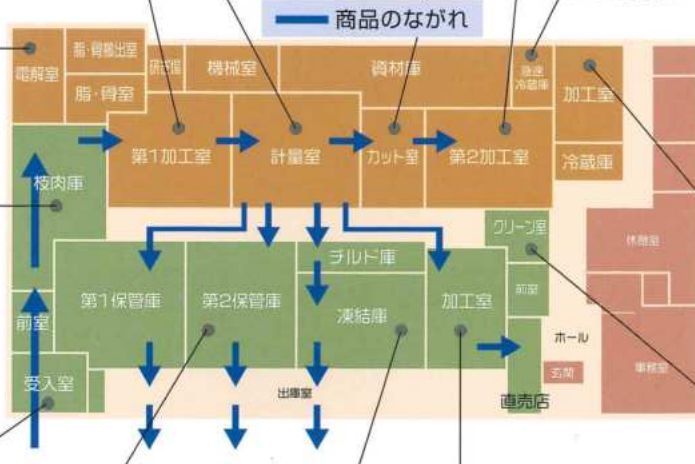 商品のながれ
電解室
脂・骨搬出室
脂・骨室
研ぎ場
機械室
資材庫
急速
冷蔵庫
加工室
第1加工室
計量室
カット室
第2加工室
冷蔵庫
枝肉庫
クリーン室
休憩室
チルド庫
第1保管庫
第2保管庫
凍結庫
加工室
前室
前室
ホール
受入室
玄関
事務室
出庫室
直売店